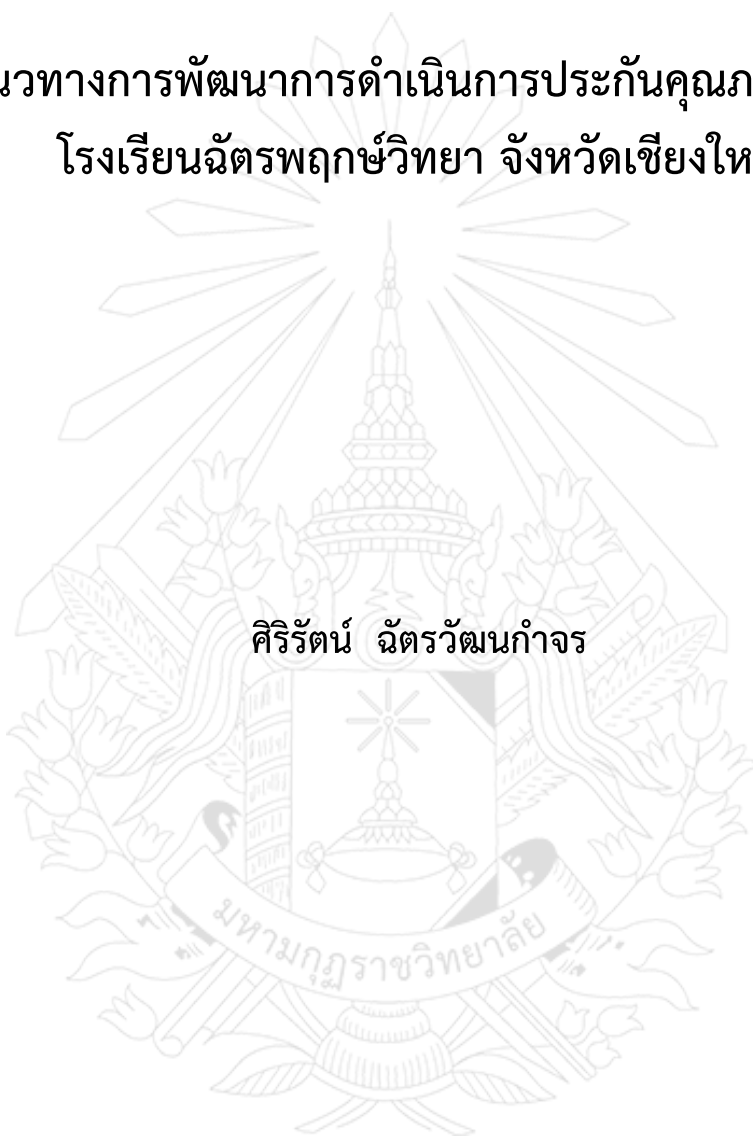 นวทางการพัฒนาการดำเนินการประกันคุณภ
โรงเรียนฉัตรพฤกษ์วิทยา จังหวัดเชียงให
ศิริรัตน์ ฉัตรวัฒนกำจร
มหามกุฏราชวิทยาลัย